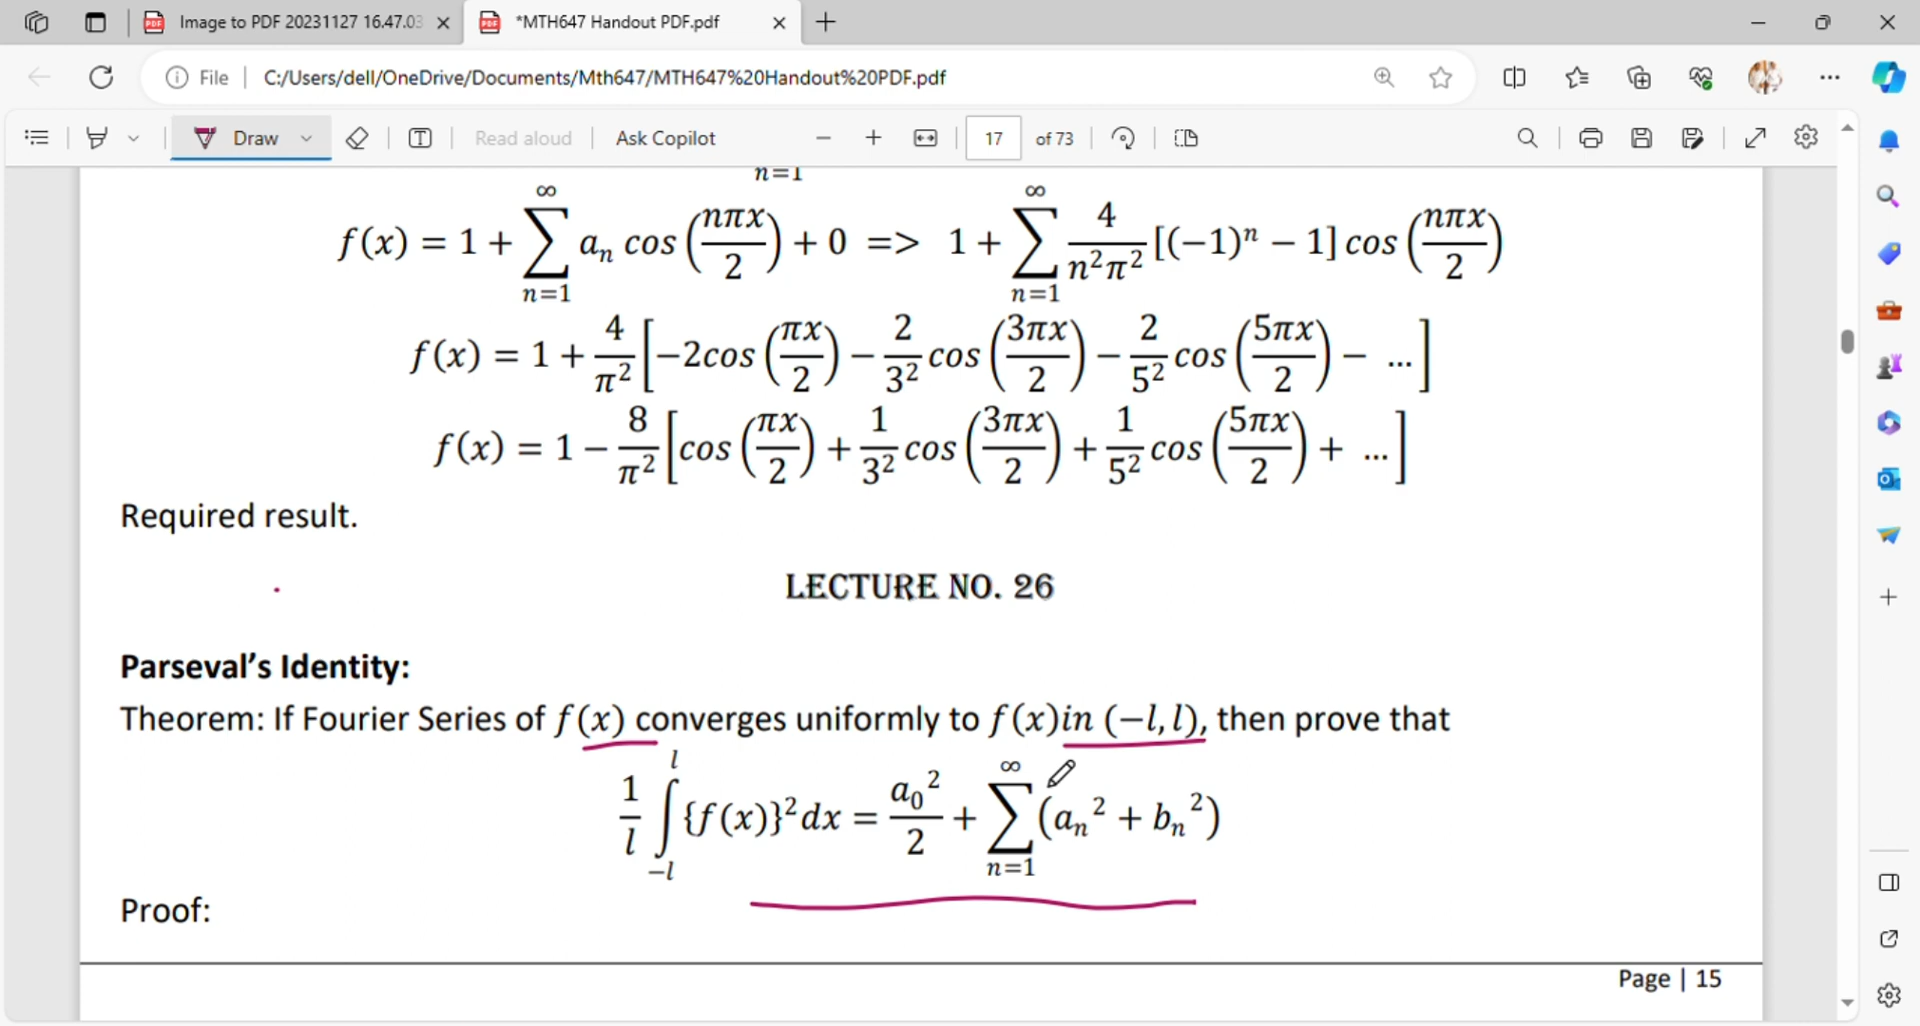 Image to PDF 20231127 16.47.03
*MTH647 Handout PDF.pdf
File
C:/Users/dell/OneDrive/Documents/Mth647/MTH647%20Handout%20PDF.pdf
Draw
Read aloud
Ask Copilot
17 of 73
n=1
f(x) = 1 + ∑_{n=1}^{∞} a_n cos (nπx/2) + 0 => 1 + ∑_{n=1}^{∞} 4/(n²π²) [(−1)ⁿ − 1] cos (nπx/2)
f(x) = 1 + 4/π² [−2cos (πx/2) − 2/3² cos (3πx/2) − 2/5² cos (5πx/2) − ...]
f(x) = 1 − 8/π² [cos (πx/2) + 1/3² cos (3πx/2) + 1/5² cos (5πx/2) + ...]
Required result.
LECTURE NO. 26
Parseval’s Identity:
Theorem: If Fourier Series of f(x) converges uniformly to f(x)in (−l, l), then prove that
1/l ∫_{−l}^{l} {f(x)}² dx = a₀²/2 + ∑_{n=1}^{∞} (a_n² + b_n²)
Proof:
Page | 15